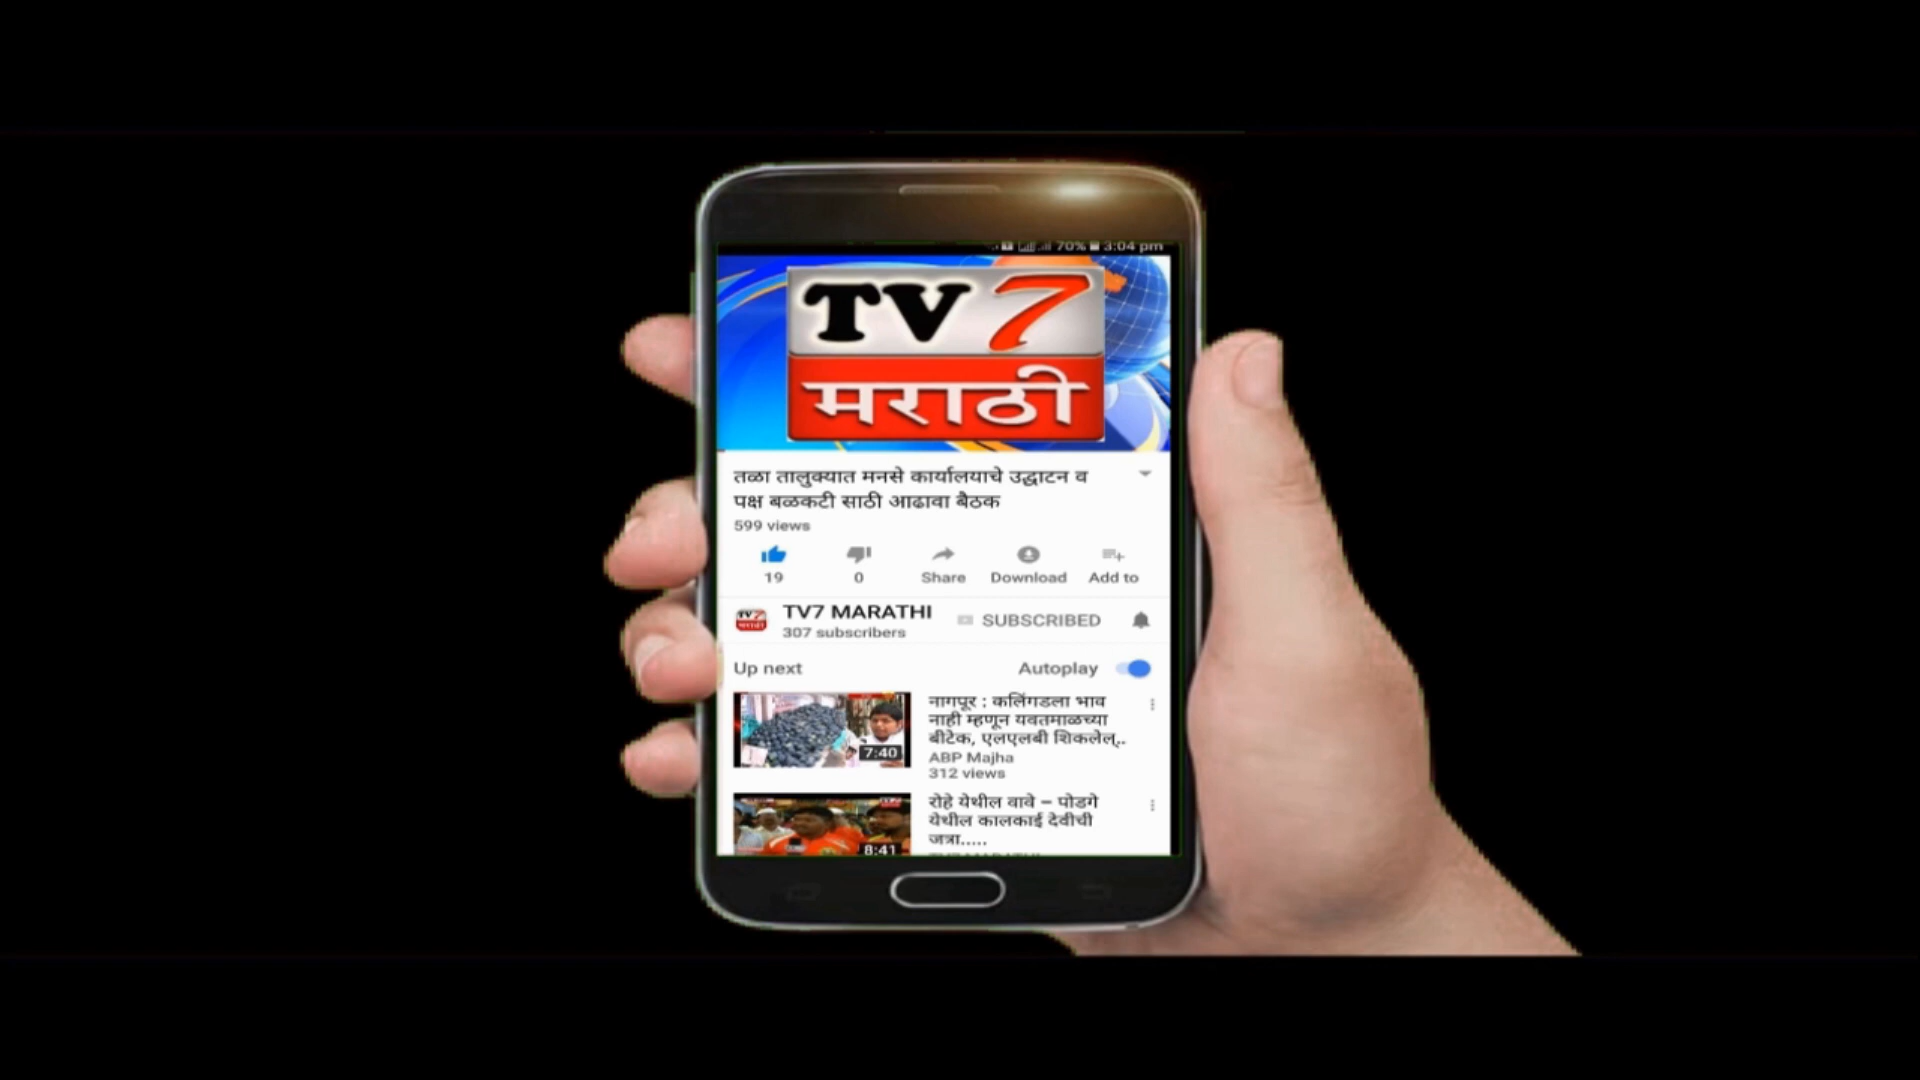 70% 3:04 pm
TV 7
मराठी
तळा तालुक्यात मनसे कार्यालयाचे उद्घाटन व
पक्ष बळकटी साठी आढावा बैठक
599 views
19 0 Share Download Add to
TV7 MARATHI
SUBSCRIBED
307 subscribers
Up next Autoplay
नागपूर : कलिंगडला भाव
नाही म्हणून यवतमाळच्या
बीटेक, एलएलबी शिकलेल्..
ABP Majha
312 views
7:40
रोहे येथील वावे – पोडगे
येथील कालकाई देवीची
जत्रा.....
8:41